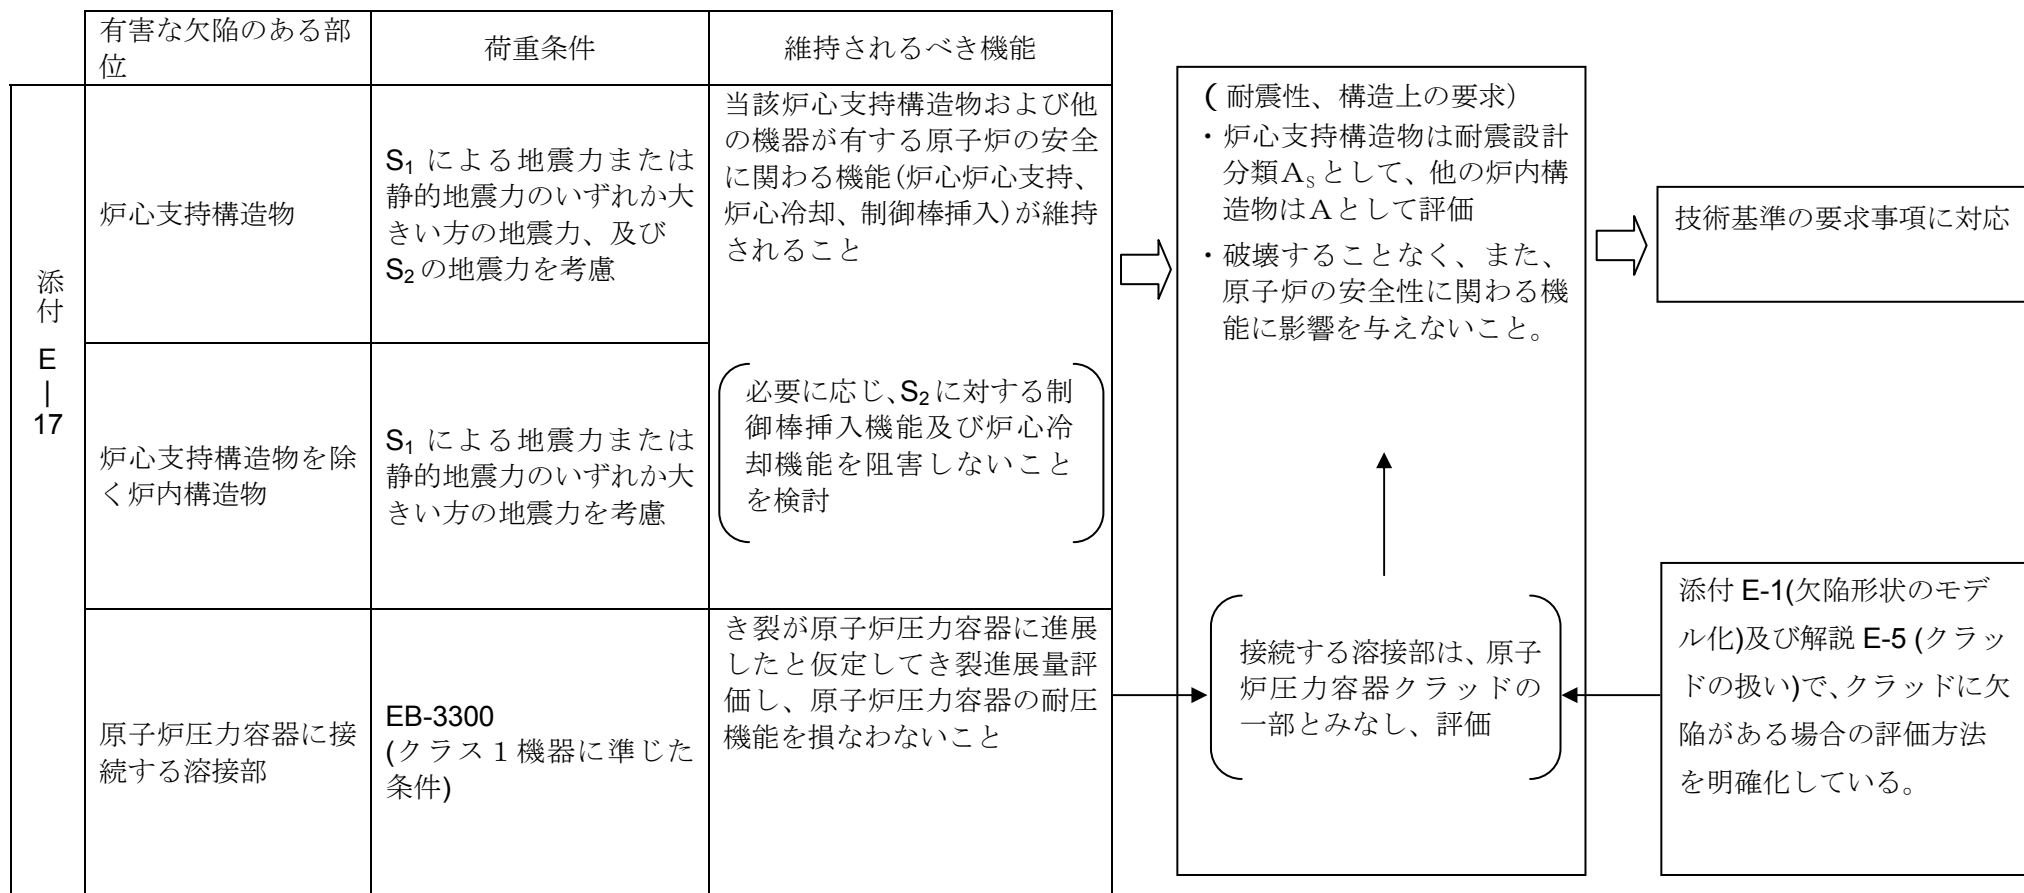 有害な欠陥のある部
位
荷重条件
維持されるべき機能
添付 E―17
炉心支持構造物
S₁ による地震力または
静的地震力のいずれか大
きい方の地震力、及び
S₂の地震力を考慮
当該炉心支持構造物および他
の機器が有する原子炉の安全
に関わる機能(炉心炉心支持、
炉心冷却、制御棒挿入)が維持
されること
必要に応じ、S₂に対する制
御棒挿入機能及び炉心冷
却機能を阻害しないこと
を検討
炉心支持構造物を除
く炉内構造物
S₁ による地震力または
静的地震力のいずれか大
きい方の地震力を考慮
原子炉圧力容器に接
続する溶接部
EB-3300
(クラス１機器に準じた
条件)
き裂が原子炉圧力容器に進展
したと仮定してき裂進展量評
価し、原子炉圧力容器の耐圧
機能を損なわないこと
(耐震性、構造上の要求)
・炉心支持構造物は耐震設計
分類Aₛとして、他の炉内構
造物はAとして評価
・破壊することなく、また、
原子炉の安全性に関わる機
能に影響を与えないこと。
接続する溶接部は、原子
炉圧力容器クラッドの
一部とみなし、評価
技術基準の要求事項に対応
添付 E-1(欠陥形状のモデ
ル化)及び解説 E-5 (クラッ
ドの扱い)で、クラッドに欠
陥がある場合の評価方法
を明確化している。